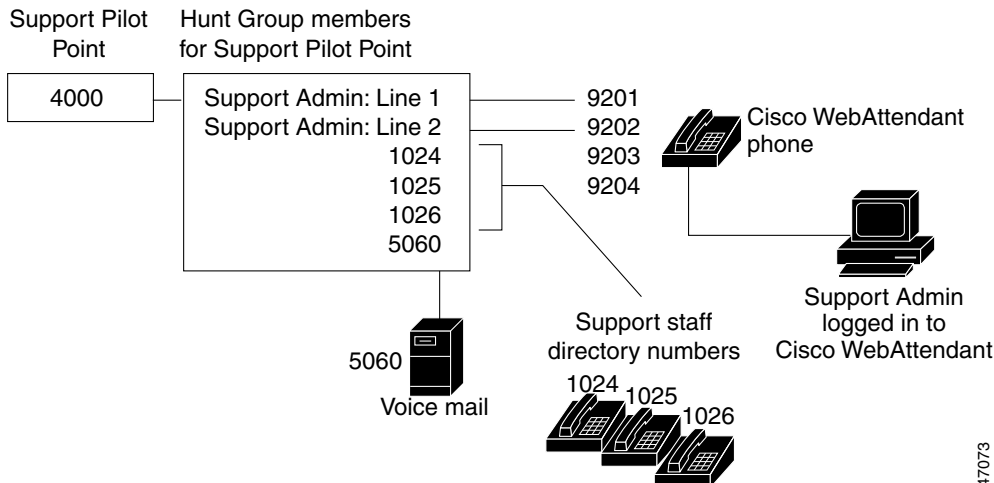 Support Pilot
Point
Hunt Group members
for Support Pilot Point
4000
Support Admin: Line 1
Support Admin: Line 2
1024
1025
1026
5060
9201
9202
9203
9204
Cisco WebAttendant
phone
Support Admin
logged in to
Cisco WebAttendant
Support staff
directory numbers
1024
1025
1026
5060
Voice mail
47073